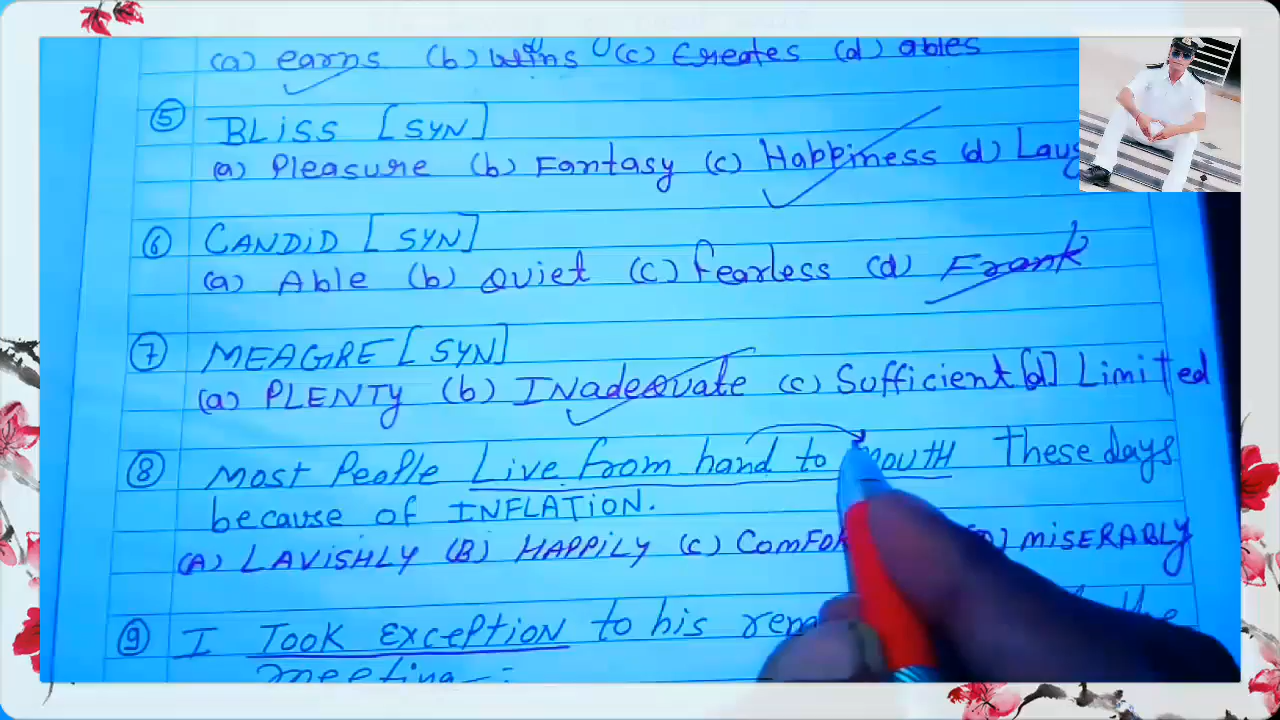 (a) earns (b) wins (c) Creates (d) ables
⑤ BLiSS [SYN]
(a) Pleasure (b) Fantasy (c) Happiness (d)
⑥ CANDiD [SYN]
(a) Able (b) Quiet (c) fearless (d) Frank
⑦ MEAGRE [SYN]
(a) PLENTY (b) INadequate (c) Sufficient [d] Limited
⑧ Most People Live from hand to MOUTH These days
because of INFLATiON.
(A) LAVISHLY (B) HAPPiLY (C) (D) MiSERABLY
⑨ I Took exception to his the
meeting :